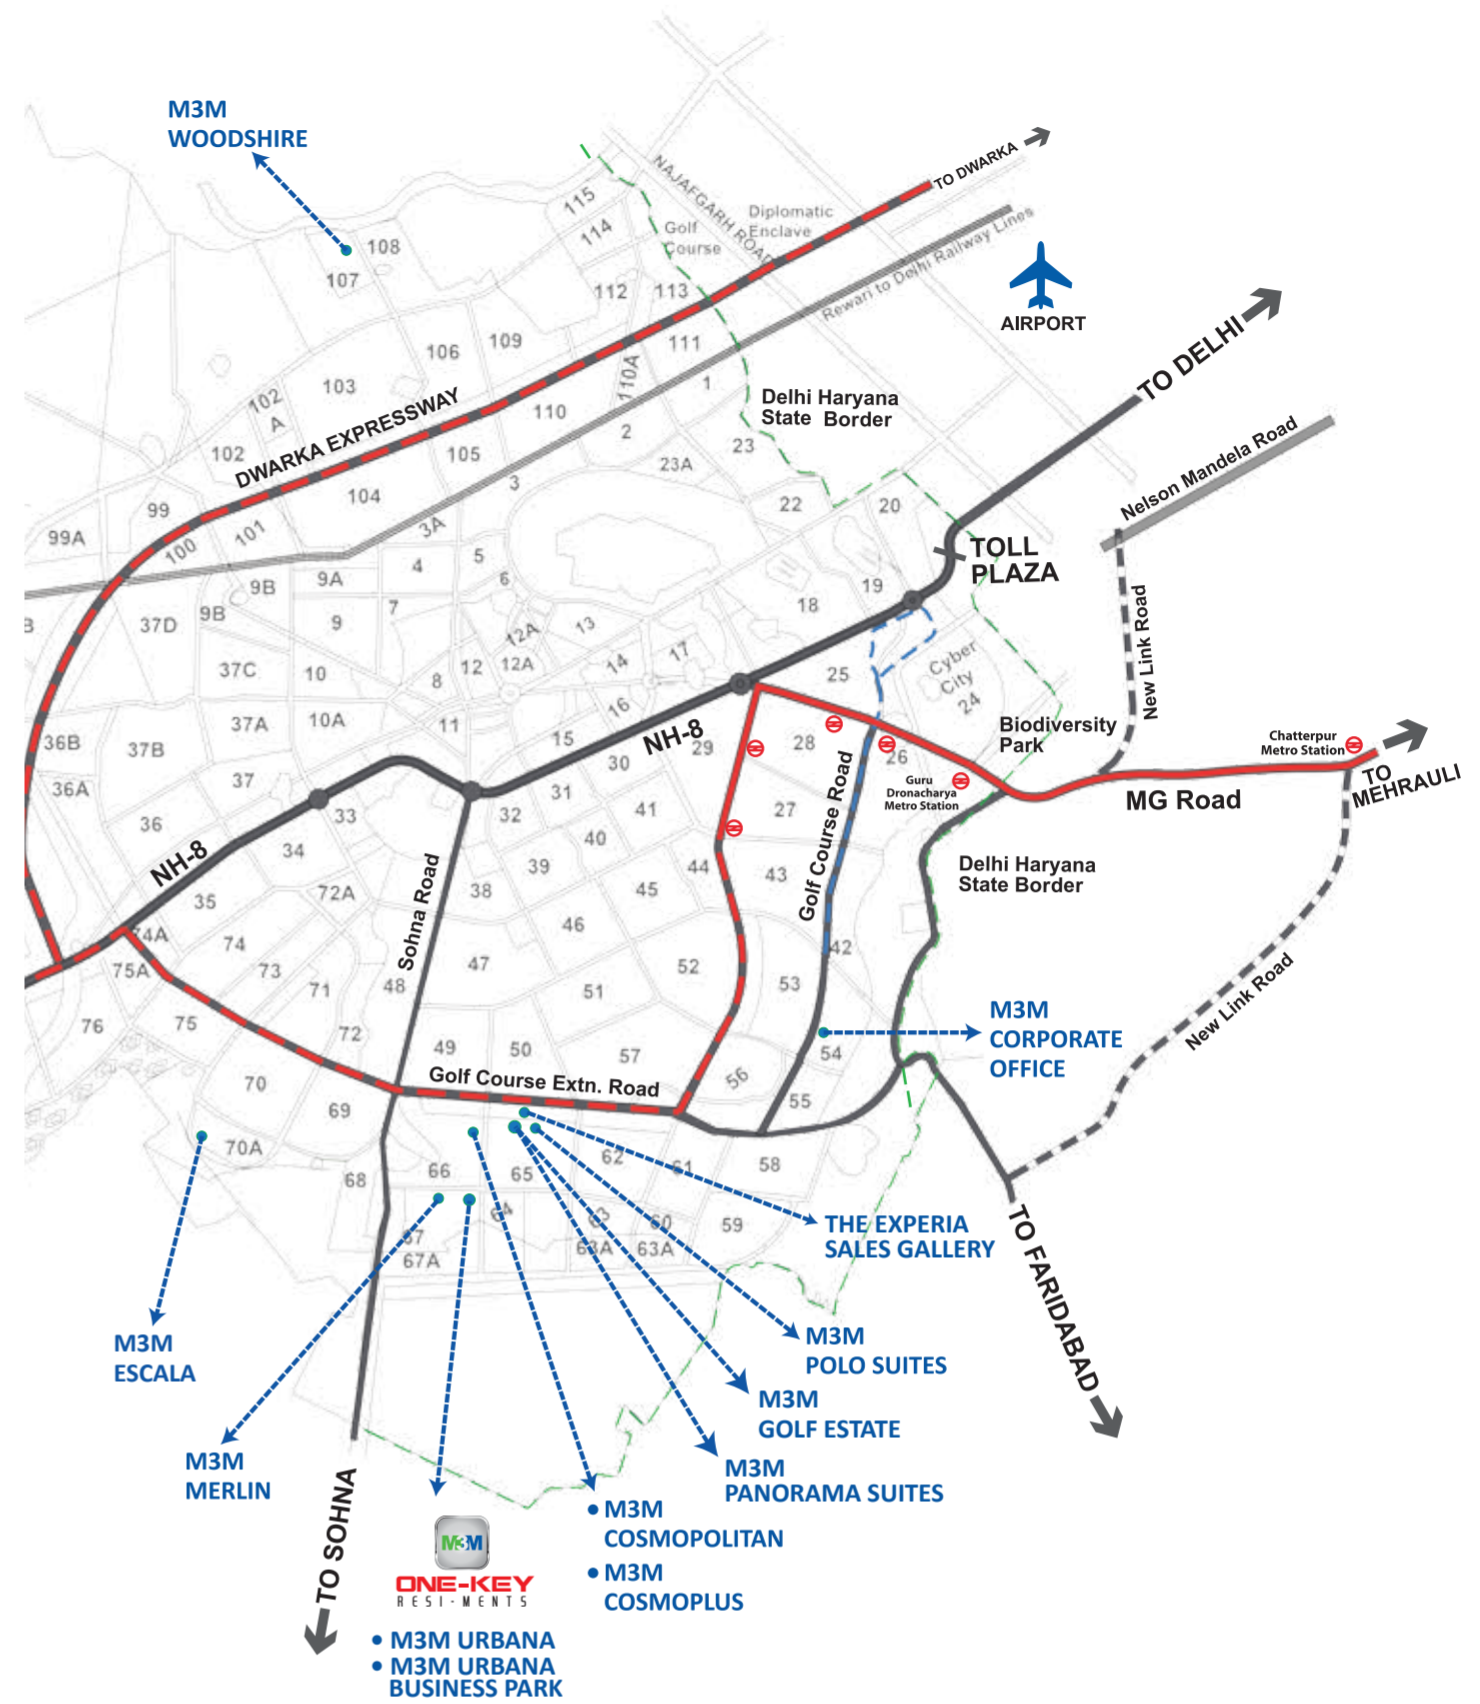 M3M
WOODSHIRE
TO DWARKA
NAJAFGARH ROAD
Diplomatic
Enclave
Golf
Course
Rewari to Delhi Railway Lines
115
114
108
107
112
113
AIRPORT
TO DELHI
111
109
106
110A
1
103
102
A
110
2
Delhi Haryana
State Border
DWARKA EXPRESSWAY
102
105
23
23A
3
Nelson Mandela Road
104
99
101
99A
100
3A
22
20
TOLL
PLAZA
4
5
6
9A
9B
9B
7
19
18
37D
9
12A
13
B
New Link Road
37C
10
8
12
12A
14
17
25
Cyber
City
24
16
11
10A
37A
36B
37B
15
NH-8
29
28
26
Biodiversity
Park
Chatterpur
Metro Station
TO
MEHRAULI
36A
37
30
31
Guru
Dronacharya
Metro Station
MG Road
36
33
32
41
27
Golf Course Road
NH-8
34
40
39
44
43
Delhi Haryana
State Border
35
72A
Sohna Road
38
45
46
42
74A
74
73
75A
71
48
47
52
51
53
New Link Road
76
75
72
49
50
57
56
54
M3M
CORPORATE
OFFICE
Golf Course Extn. Road
70
69
55
70A
68
66
65
62
61
58
64
63
60
59
67
67A
63A
63A
THE EXPERIA
SALES GALLERY
TO FARIDABAD
M3M
ESCALA
M3M
POLO SUITES
M3M
GOLF ESTATE
M3M
MERLIN
M3M
PANORAMA SUITES
TO SOHNA
M3M
ONE-KEY
RESI-MENTS
M3M
COSMOPOLITAN
M3M
COSMOPLUS
M3M URBANA
M3M URBANA
BUSINESS PARK